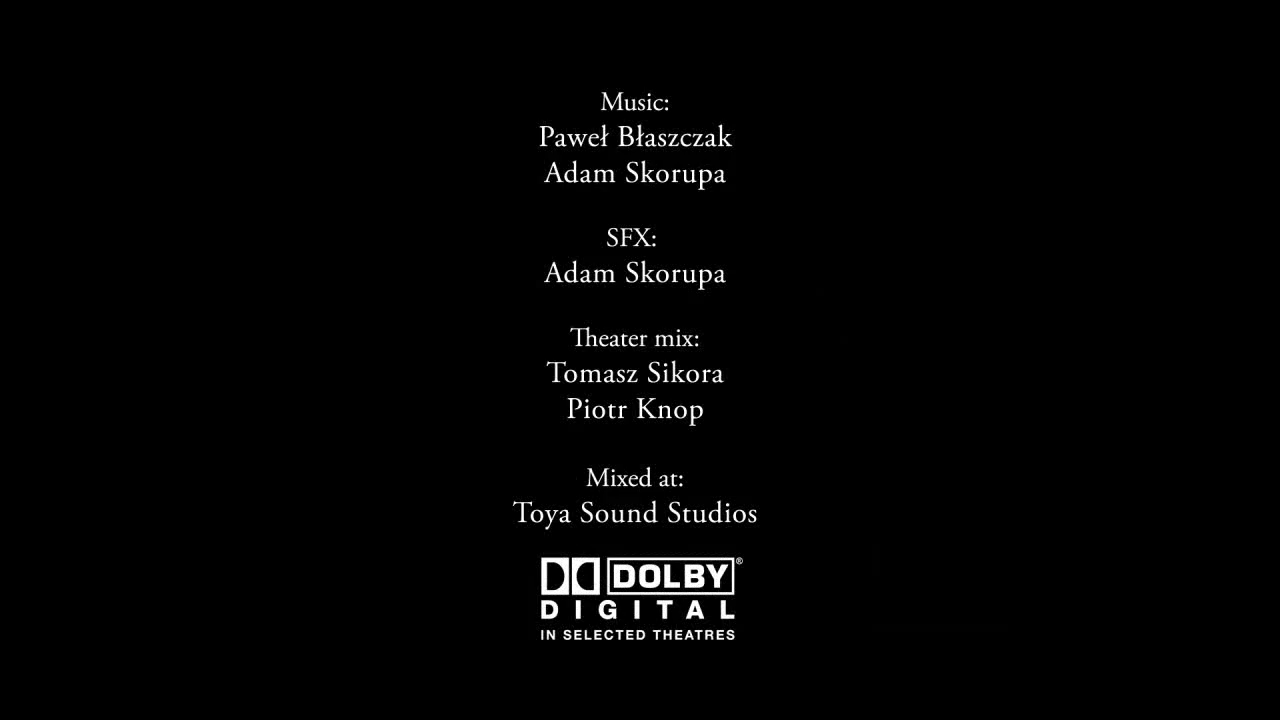 Music:
Paweł Błaszczak
Adam Skorupa
SFX:
Adam Skorupa
Theater mix:
Tomasz Sikora
Piotr Knop
Mixed at:
Toya Sound Studios
DOLBY®
DIGITAL
IN SELECTED THEATRES